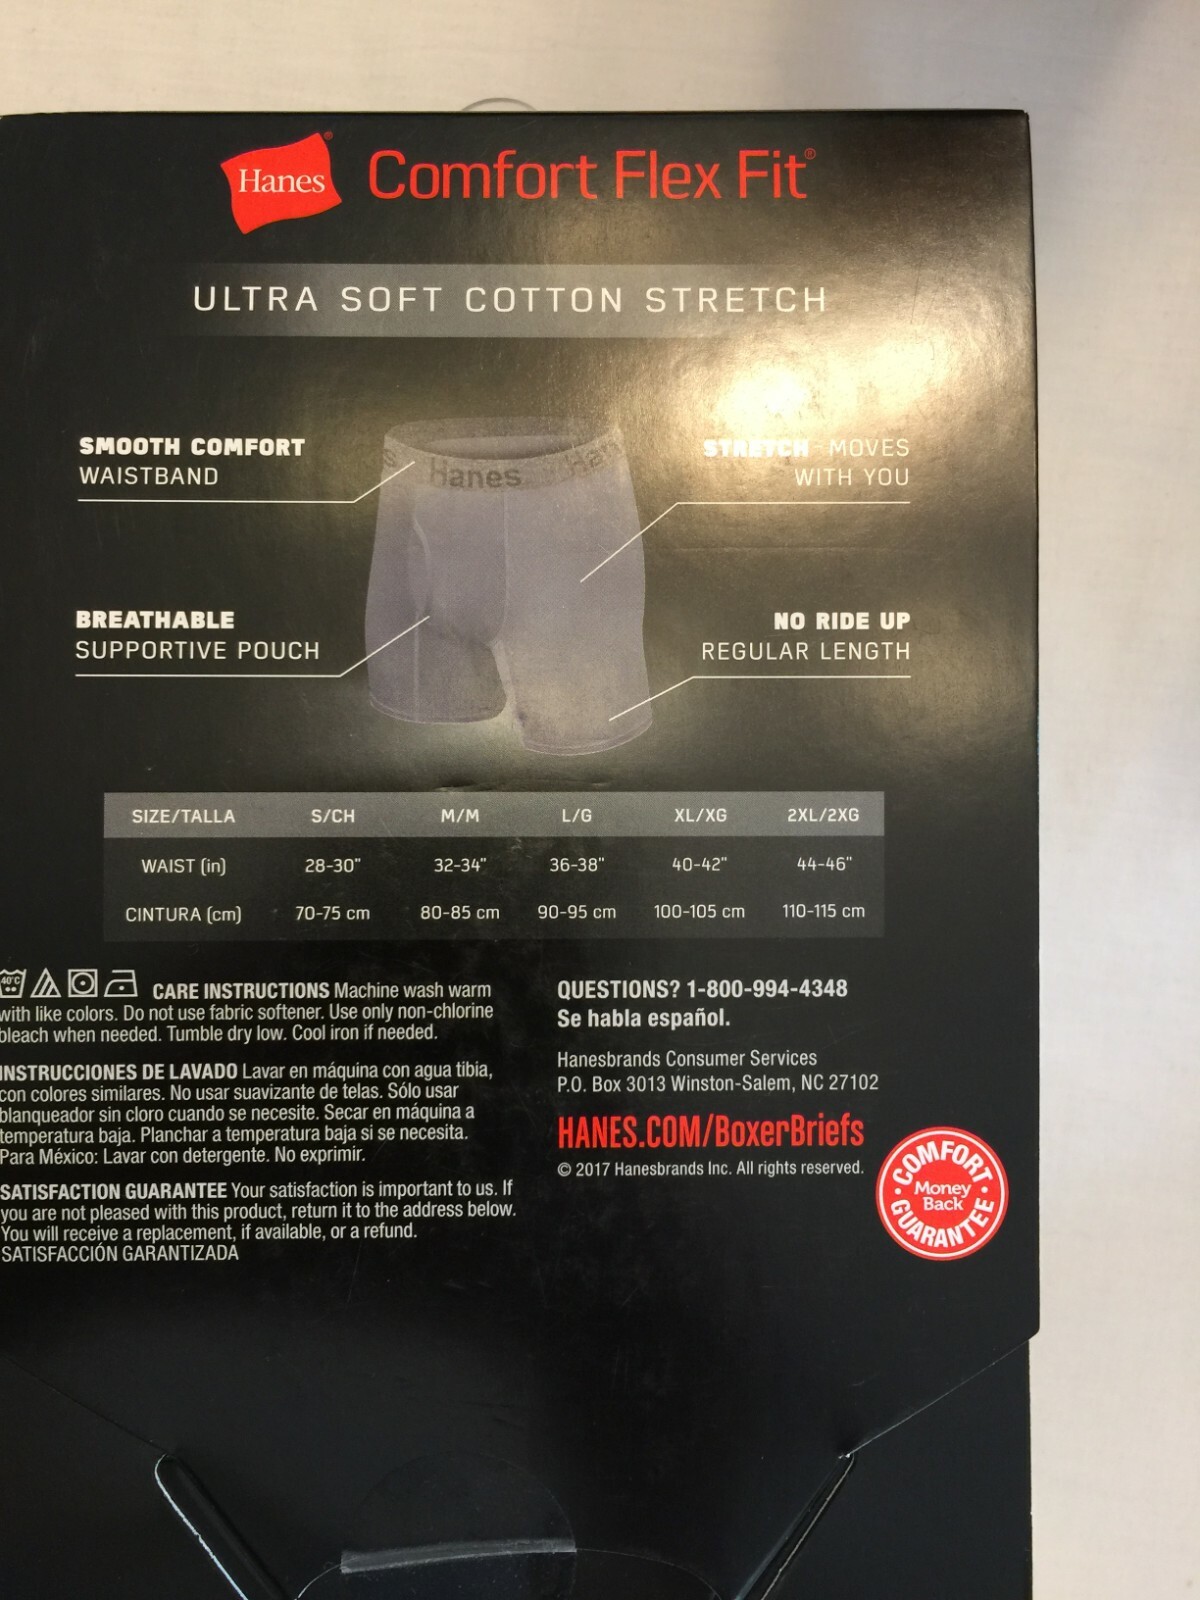 Hanes Comfort Flex Fit®
ULTRA SOFT COTTON STRETCH
SMOOTH COMFORT
WAISTBAND
STRETCH - MOVES
WITH YOU
Hanes
BREATHABLE
SUPPORTIVE POUCH
NO RIDE UP
REGULAR LENGTH
SIZE/TALLA S/CH M/M L/G XL/XG 2XL/2XG
WAIST (in) 28-30" 32-34" 36-38" 40-42" 44-46"
CINTURA (cm) 70-75 cm 80-85 cm 90-95 cm 100-105 cm 110-115 cm
40°C
CARE INSTRUCTIONS Machine wash warm
with like colors. Do not use fabric softener. Use only non-chlorine
bleach when needed. Tumble dry low. Cool iron if needed.
INSTRUCCIONES DE LAVADO Lavar en máquina con agua tibia,
con colores similares. No usar suavizante de telas. Sólo usar
blanqueador sin cloro cuando se necesite. Secar en máquina a
temperatura baja. Planchar a temperatura baja si se necesita.
Para México: Lavar con detergente. No exprimir.
SATISFACTION GUARANTEE Your satisfaction is important to us. If
you are not pleased with this product, return it to the address below.
You will receive a replacement, if available, or a refund.
SATISFACCIÓN GARANTIZADA
QUESTIONS? 1-800-994-4348
Se habla español.
Hanesbrands Consumer Services
P.O. Box 3013 Winston-Salem, NC 27102
HANES.COM/BoxerBriefs
© 2017 Hanesbrands Inc. All rights reserved.
COMFORT
Money
Back
GUARANTEE